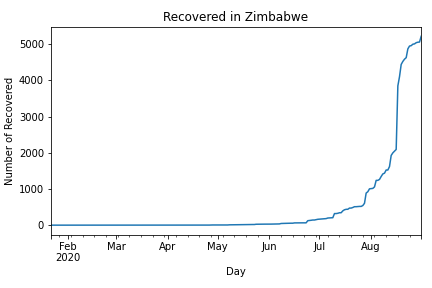 Recovered in Zimbabwe
Number of Recovered
5000
4000
3000
2000
1000
0
Feb Mar Apr May Jun Jul Aug
2020
Day